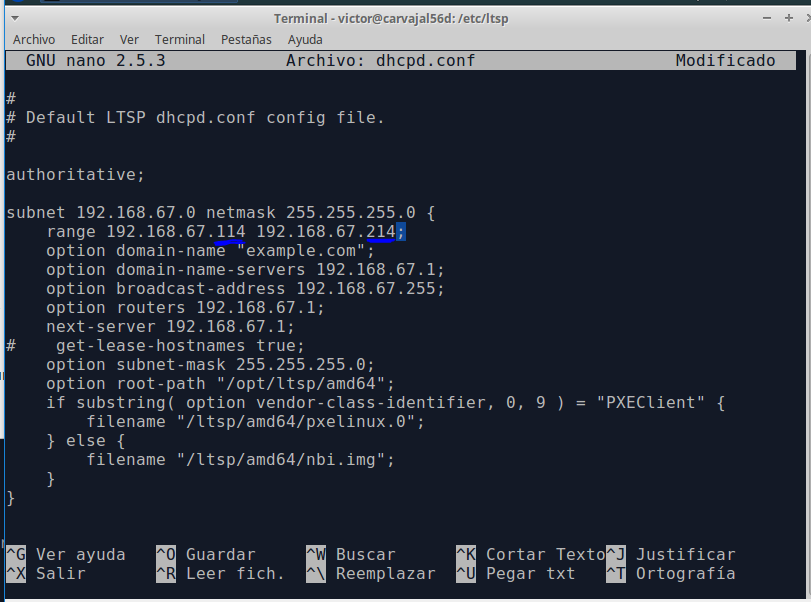 Terminal - victor@carvajal56d: /etc/ltsp
Archivo Editar Ver Terminal Pestañas Ayuda
GNU nano 2.5.3 Archivo: dhcpd.conf Modificado
#
# Default LTSP dhcpd.conf config file.
#
authoritative;
subnet 192.168.67.0 netmask 255.255.255.0 {
    range 192.168.67.114 192.168.67.214;
    option domain-name "example.com";
    option domain-name-servers 192.168.67.1;
    option broadcast-address 192.168.67.255;
    option routers 192.168.67.1;
    next-server 192.168.67.1;
#    get-lease-hostnames true;
    option subnet-mask 255.255.255.0;
    option root-path "/opt/ltsp/amd64";
    if substring( option vendor-class-identifier, 0, 9 ) = "PXEClient" {
        filename "/ltsp/amd64/pxelinux.0";
    } else {
        filename "/ltsp/amd64/nbi.img";
    }
}
^G Ver ayuda ^O Guardar ^W Buscar ^K Cortar Texto ^J Justificar
^X Salir ^R Leer fich. ^\ Reemplazar ^U Pegar txt ^T Ortografía